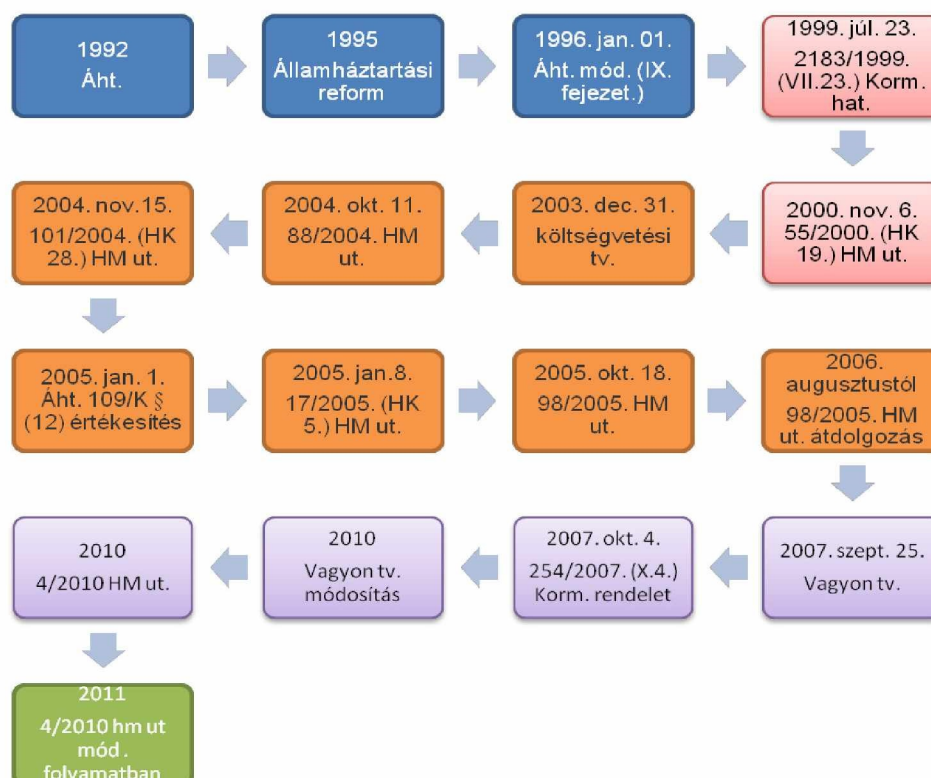 1992
Áht.
1995
Államháztartási
reform
1996. jan. 01.
Áht. mód. (IX.
fejezet.)
1999. júl. 23.
2183/1999.
(VII.23.) Korm.
hat.
2000. nov. 6.
55/2000. (HK
19.) HM ut.
2003. dec. 31.
költségvetési
tv.
2004. okt. 11.
88/2004. HM
ut.
2004. nov.15.
101/2004. (HK
28.) HM ut.
2005. jan. 1.
Áht. 109/K §
(12) értékesítés
2005. jan.8.
17/2005. (HK
5.) HM ut.
2005. okt. 18.
98/2005. HM
ut.
2006.
augusztustól
98/2005. HM
ut. átdolgozás
2007. szept. 25.
Vagyon tv.
2007. okt. 4.
254/2007. (X.4.)
Korm. rendelet
2010
Vagyon tv.
módosítás
2010
4/2010 HM ut.
2011
4/2010 hm ut
mód .
folyamatban